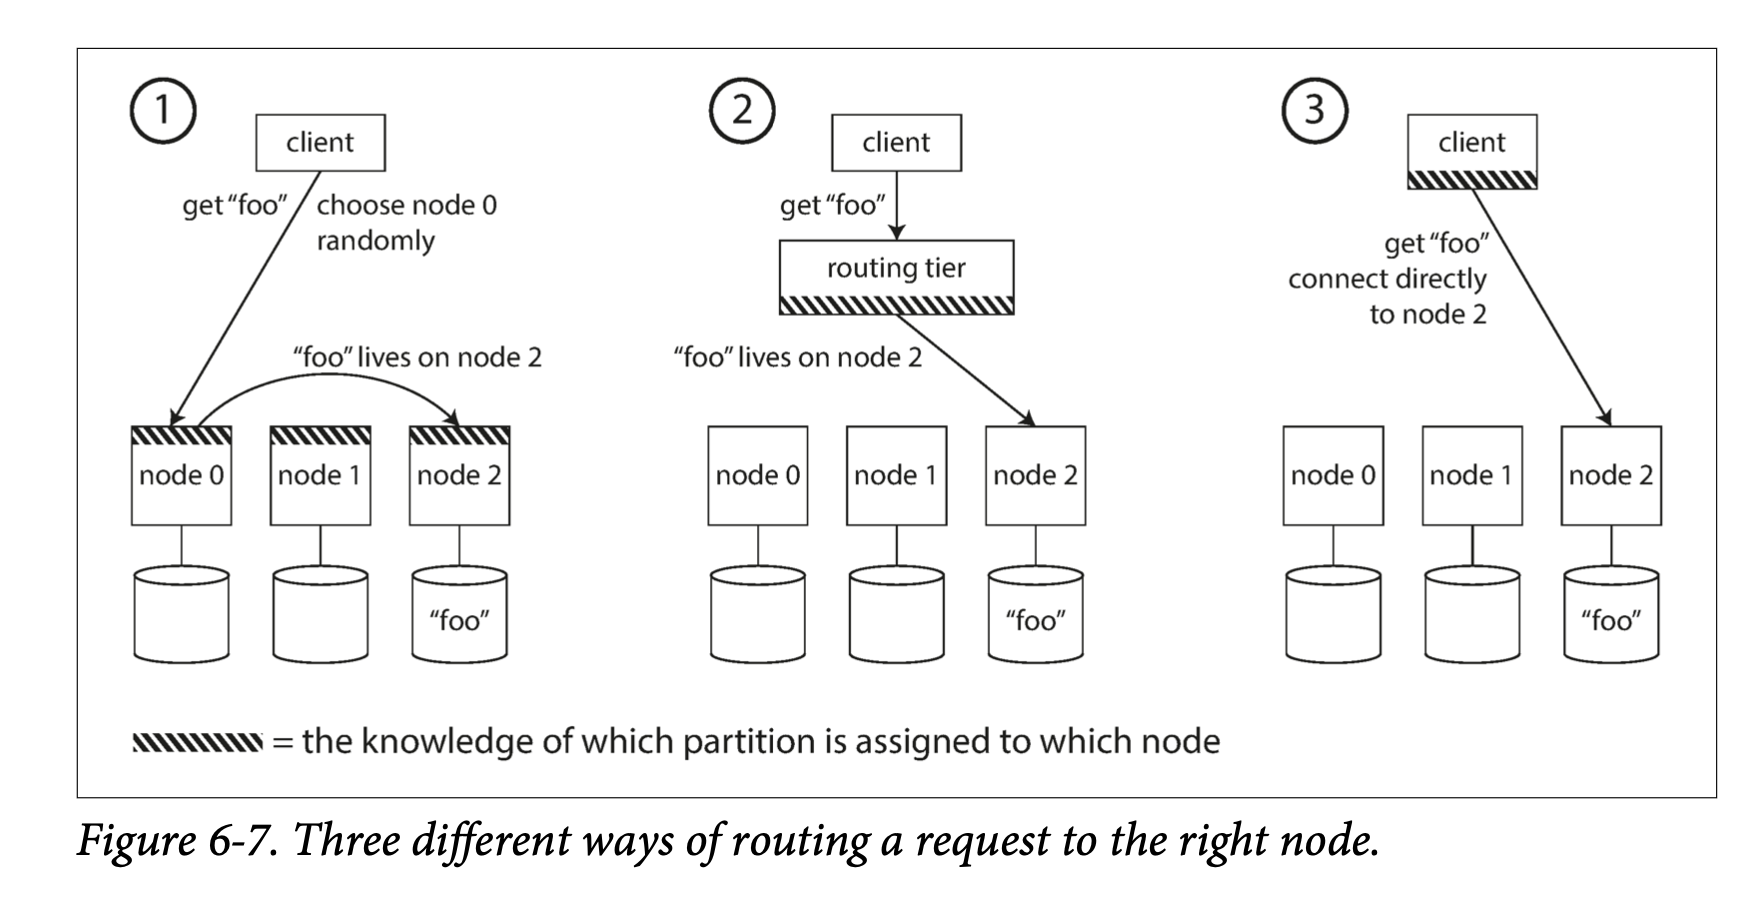 1
client
get “foo”
choose node 0
randomly
“foo” lives on node 2
node 0
node 1
node 2
“foo”
2
client
get “foo”
routing tier
“foo” lives on node 2
node 0
node 1
node 2
“foo”
3
client
get “foo”
connect directly
to node 2
node 0
node 1
node 2
“foo”
= the knowledge of which partition is assigned to which node
Figure 6-7. Three different ways of routing a request to the right node.